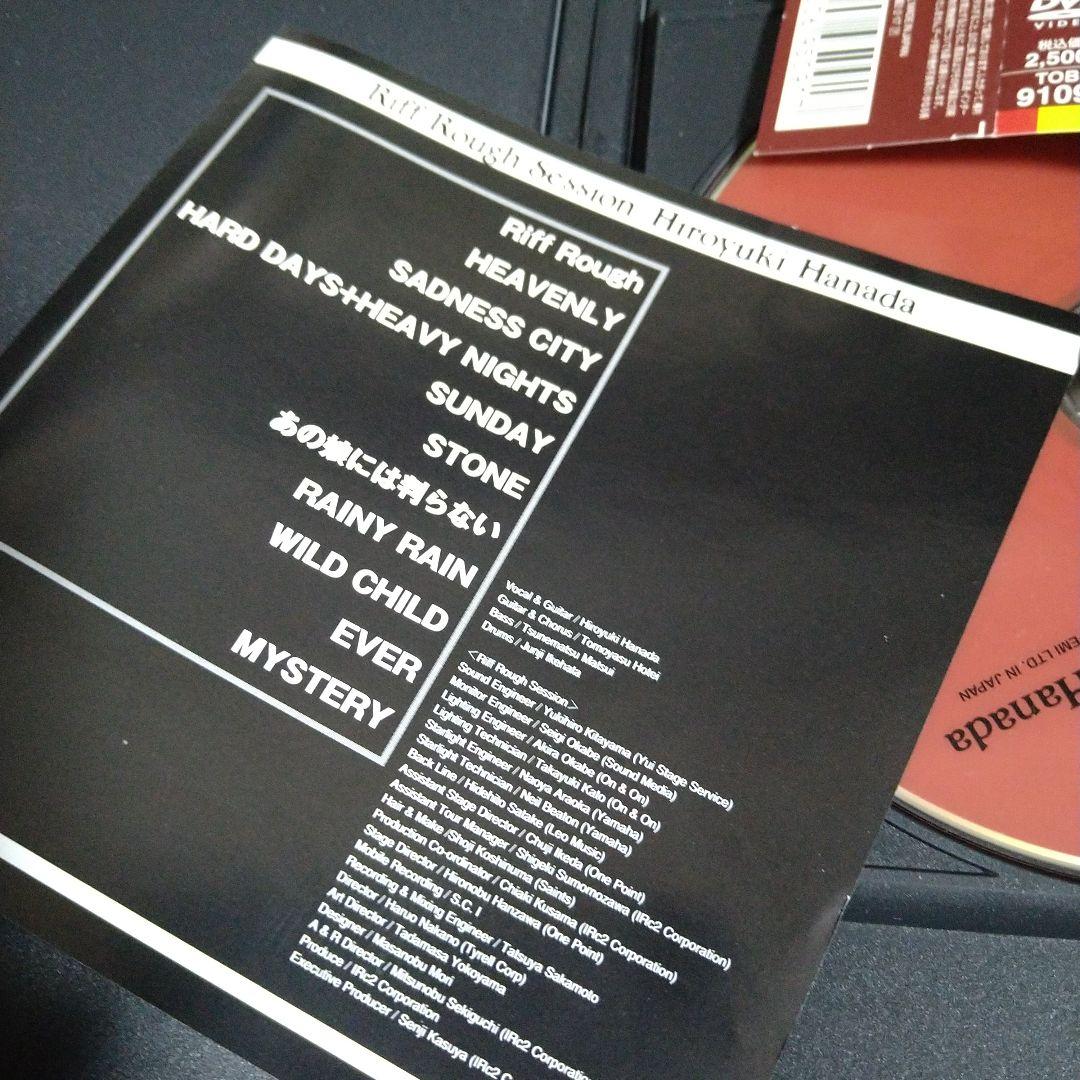 Riff Rough Session Hiroyuki Hanada
Riff Rough
HEAVENLY
SADNESS CITY
HARD DAYS+HEAVY NIGHTS
SUNDAY
STONE
あの娘には判らない
RAINY RAIN
WILD CHILD
EVER
MYSTERY
Vocal & Guitar / Hiroyuki Hanada
Guitar & Chorus / Tomoyasu Hotei
Bass / Tsunematsu Matsui
Drums / Junji Ikehata
<Riff Rough Session>
Sound Engineer / Yukihiro Kitayama (Yui Stage Service)
Monitor Engineer / Seigi Okabe (Sound Media)
Lighting Engineer / Akira Okabe (On & On)
Lighting Technician / Takayuki Kato (On & On)
Starlight Engineer / Naoya Araoka (Yamaha)
Starlight Technician / Neil Bealon (Yamaha)
Back Line / Hidehito Satake (Leo Music)
Assistant Stage Director / Chuji Ikeda (One Point)
Assistant Tour Manager / Shigeki Sumomozawa (IRc2 Corporation)
Hair & Make /Shoji Koshinuma (Saints)
Production Co-ordinator / Chiaki Kusama (IRc2 Corporation)
Stage Director / Hironobu Hanzawa (One Point)
Mobile Recording / S.C. I
Recording & Mixing Engineer / Tatsuya Sakamoto
Director / Haruo Nakano (Tyrell Corp)
Art Director / Tadamasa Yokoyama
Designer / Masanobu Mori
A & R Director / Mitsunobu Sekiguchi (IRc2 Corporation
Produce / IRc2 Corporation
Executive Producer / Senji Kasuya (IRc2 C
VIDE
税込価
2,500
TOB
9109
EMI LTD. IN JAPAN
Hanada